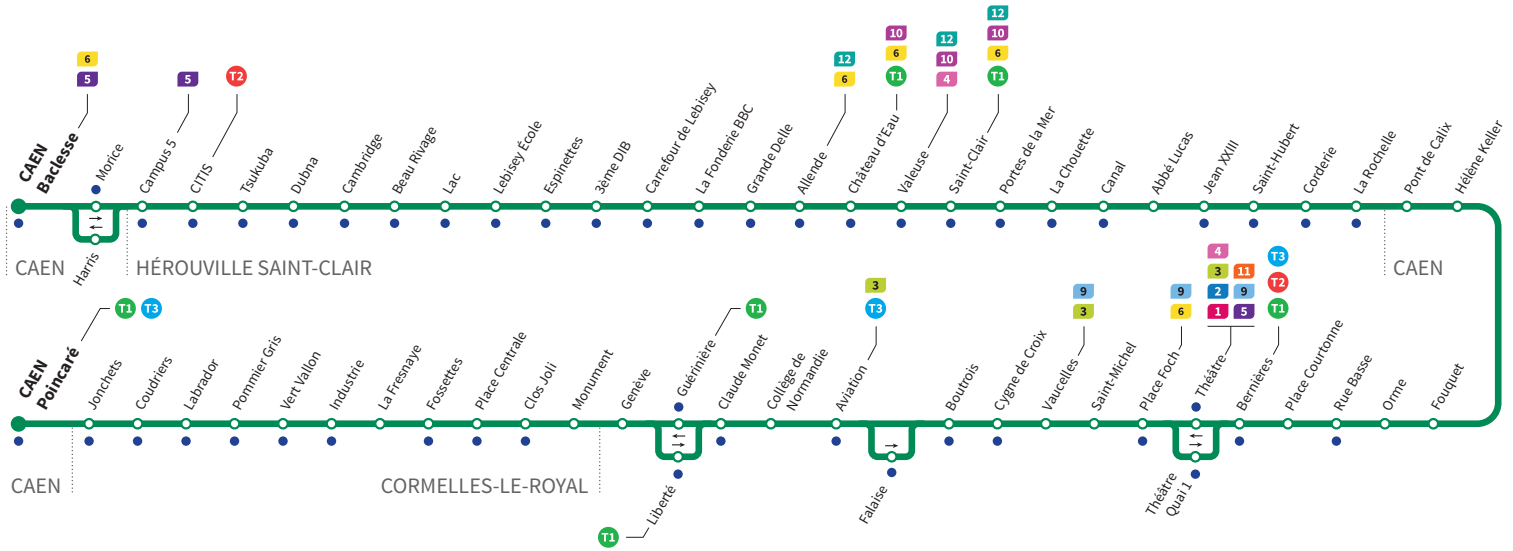 6
5
CAEN
Baclesse
Morice
5
Campus 5
T2
CITIS
Tsukuba
Dubna
Cambridge
Beau Rivage
Lac
Lebisey École
Espinettes
3ème DIB
Carrefour de Lebisey
La Fonderie BBC
Grande Delle
12
6
Allende
10
6
T1
Château d'Eau
12
10
4
Valeuse
12
10
6
T1
Saint-Clair
Portes de la Mer
La Chouette
Canal
Abbé Lucas
Jean XXIII
Saint-Hubert
Corderie
La Rochelle
Pont de Calix
Hélène Keller
Harris
CAEN
HÉROUVILLE SAINT-CLAIR
CAEN
T1 T3
CAEN
Poincaré
Jonchets
Coudriers
Labrador
Pommier Gris
Vert Vallon
Industrie
La Fresnaye
Fossettes
Place Centrale
Clos Joli
Monument
Genève
T1
Guérinière
Claude Monet
Collège de
Normandie
3
T3
Aviation
Boutrois
Cygne de Croix
9
3
Vaucelles
Saint-Michel
9
6
Place Foch
4
3 11
2 9
1 5
Théâtre
T3
T2
T1
Bernières
Place Courtonne
Rue Basse
Orme
Fouquet
CAEN
CORMELLES-LE-ROYAL
T1
Liberté
Falaise
Théâtre
Quai 1